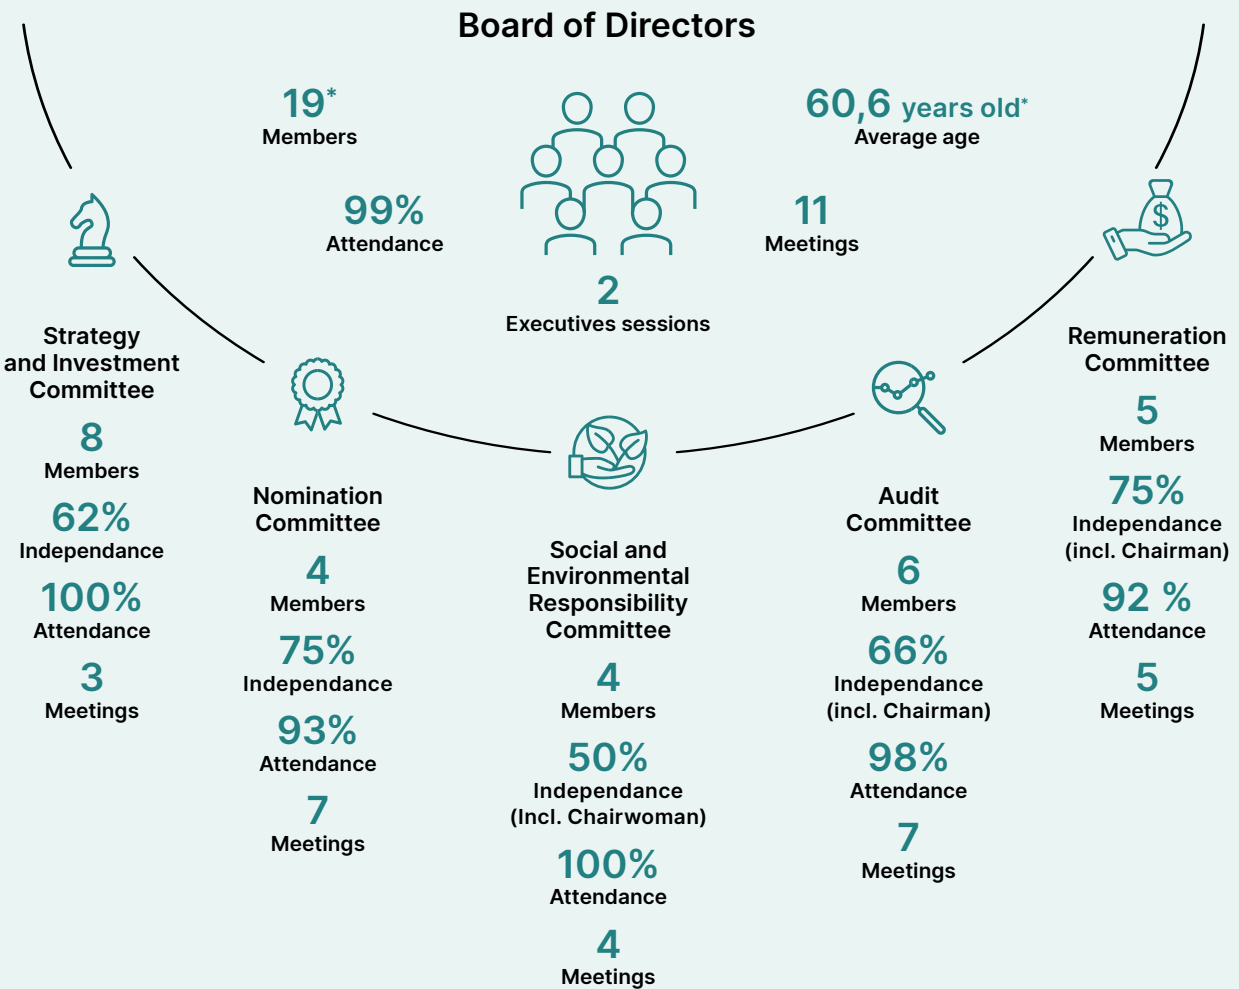 Board of Directors
19*
Members
60,6 years old*
Average age
99%
Attendance
11
Meetings
2
Executives sessions
$
Strategy
and Investment
Committee
8
Members
62%
Independance
100%
Attendance
3
Meetings
Nomination
Committee
4
Members
75%
Independance
93%
Attendance
7
Meetings
Social and
Environmental
Responsibility
Committee
4
Members
50%
Independance
(Incl. Chairwoman)
100%
Attendance
4
Meetings
Audit
Committee
6
Members
66%
Independance
(incl. Chairman)
98%
Attendance
7
Meetings
Remuneration
Committee
5
Members
75%
Independance
(incl. Chairman)
92 %
Attendance
5
Meetings